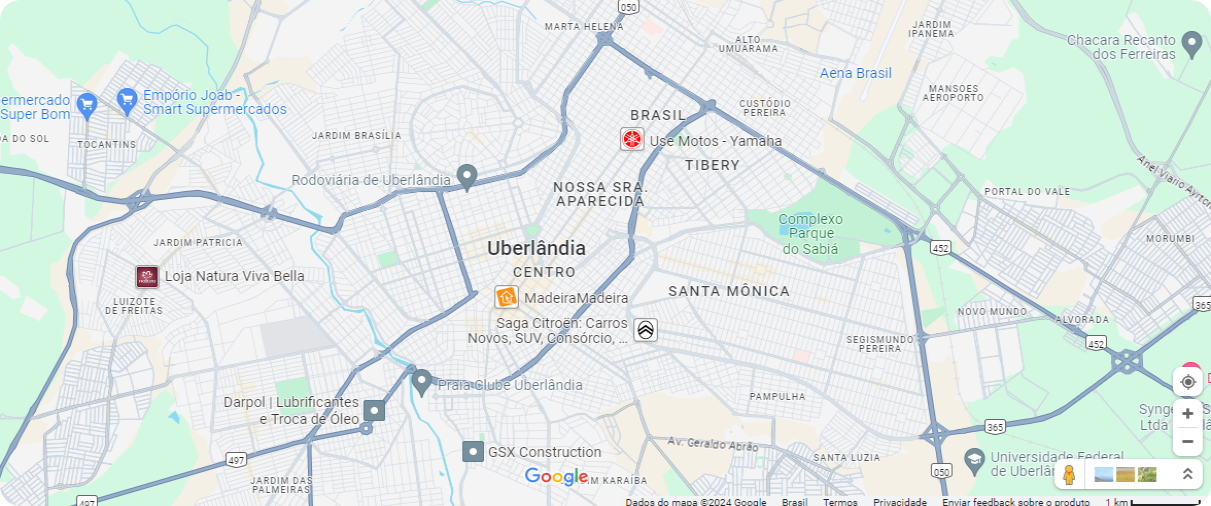 050
MARTA HELENA
JARDIM
IPANEMA
ALTO
UMUARAMA
Chacara Recanto
dos Ferreiras
Aena Brasil
ermercado
Super Bom
Empório Joab -
Smart Supermercados
MANSOES
AEROPORTO
CUSTÓDIO
PEREIRA
BRASIL
DA DO SOL
TOCANTINS
JARDIM BRASÍLIA
Use Motos - Yamaha
TIBERY
Anel Viário Ayrton
Rodoviária de Uberlândia
NOSSA SRA.
APARECIDA
PORTAL DO VALE
Complexo
Parque
do Sabiá
JARDIM PATRICIA
Uberlândia
452
MORUMBI
CENTRO
Loja Natura Viva Bella
SANTA MÔNICA
MadeiraMadeira
LUIZOTE
DE FREITAS
365
NOVO MUNDO
ALVORADA
Saga Citroën: Carros
Novos, SUV, Consórcio, ...
SEGISMUNDO
PEREIRA
452
Praia Clube Uberlândia
PAMPULHA
Darpol | Lubrificantes
e Troca de Óleo
Synge
Ltda
365
Av. Geraldo Abrão
GSX Construction
497
SANTA LUZIA
Universidade Federal
de Uberlân
050
JARDIM DAS
PALMEIRAS
Google
AM KARAÍBA
497
Dados do mapa ©2024 Google
Brasil
Termos
Privacidade
Enviar feedback sobre o produto
1 km